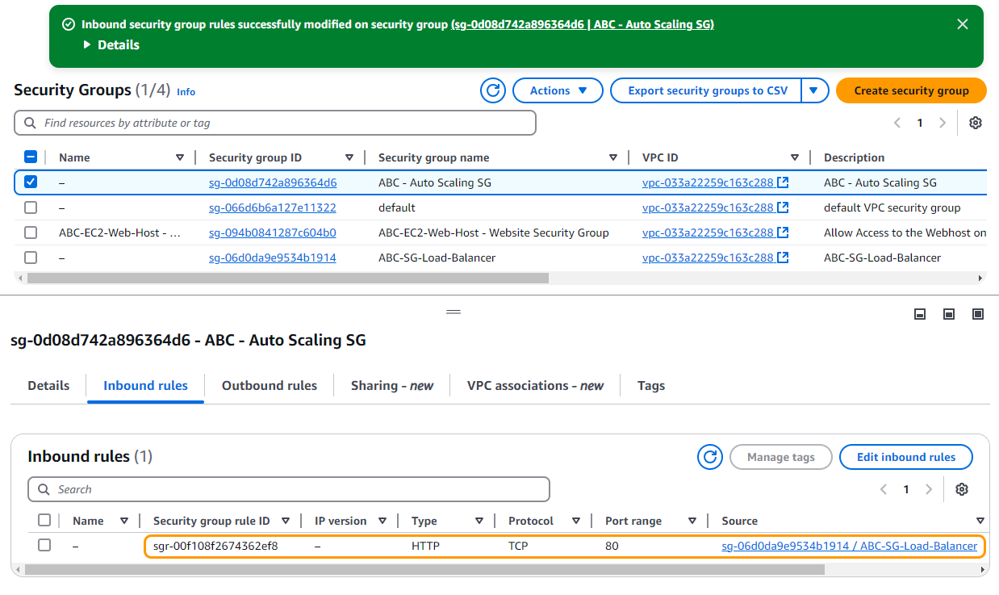 Inbound security group rules successfully modified on security group (sg-0d08d742a896364d6 | ABC - Auto Scaling SG)
Details
Security Groups (1/4) Info Actions Export security groups to CSV Create security group
Find resources by attribute or tag 1
Name Security group ID Security group name VPC ID Description
– sg-0d08d742a896364d6 ABC - Auto Scaling SG vpc-033a22259c163c288 ABC - Auto Scaling SG
– sg-066d6b6a127e11322 default vpc-033a22259c163c288 default VPC security group
ABC-EC2-Web-Host - ... sg-094b0841287c604b0 ABC-EC2-Web-Host - Website Security Group vpc-033a22259c163c288 Allow Access to the Webhost on
– sg-06d0da9e9534b1914 ABC-SG-Load-Balancer vpc-033a22259c163c288 ABC-SG-Load-Balancer
sg-0d08d742a896364d6 - ABC - Auto Scaling SG
Details Inbound rules Outbound rules Sharing - new VPC associations - new Tags
Inbound rules (1) Manage tags Edit inbound rules
Search 1
Name Security group rule ID IP version Type Protocol Port range Source
– sgr-00f108f2674362ef8 – HTTP TCP 80 sg-06d0da9e9534b1914 / ABC-SG-Load-Balancer